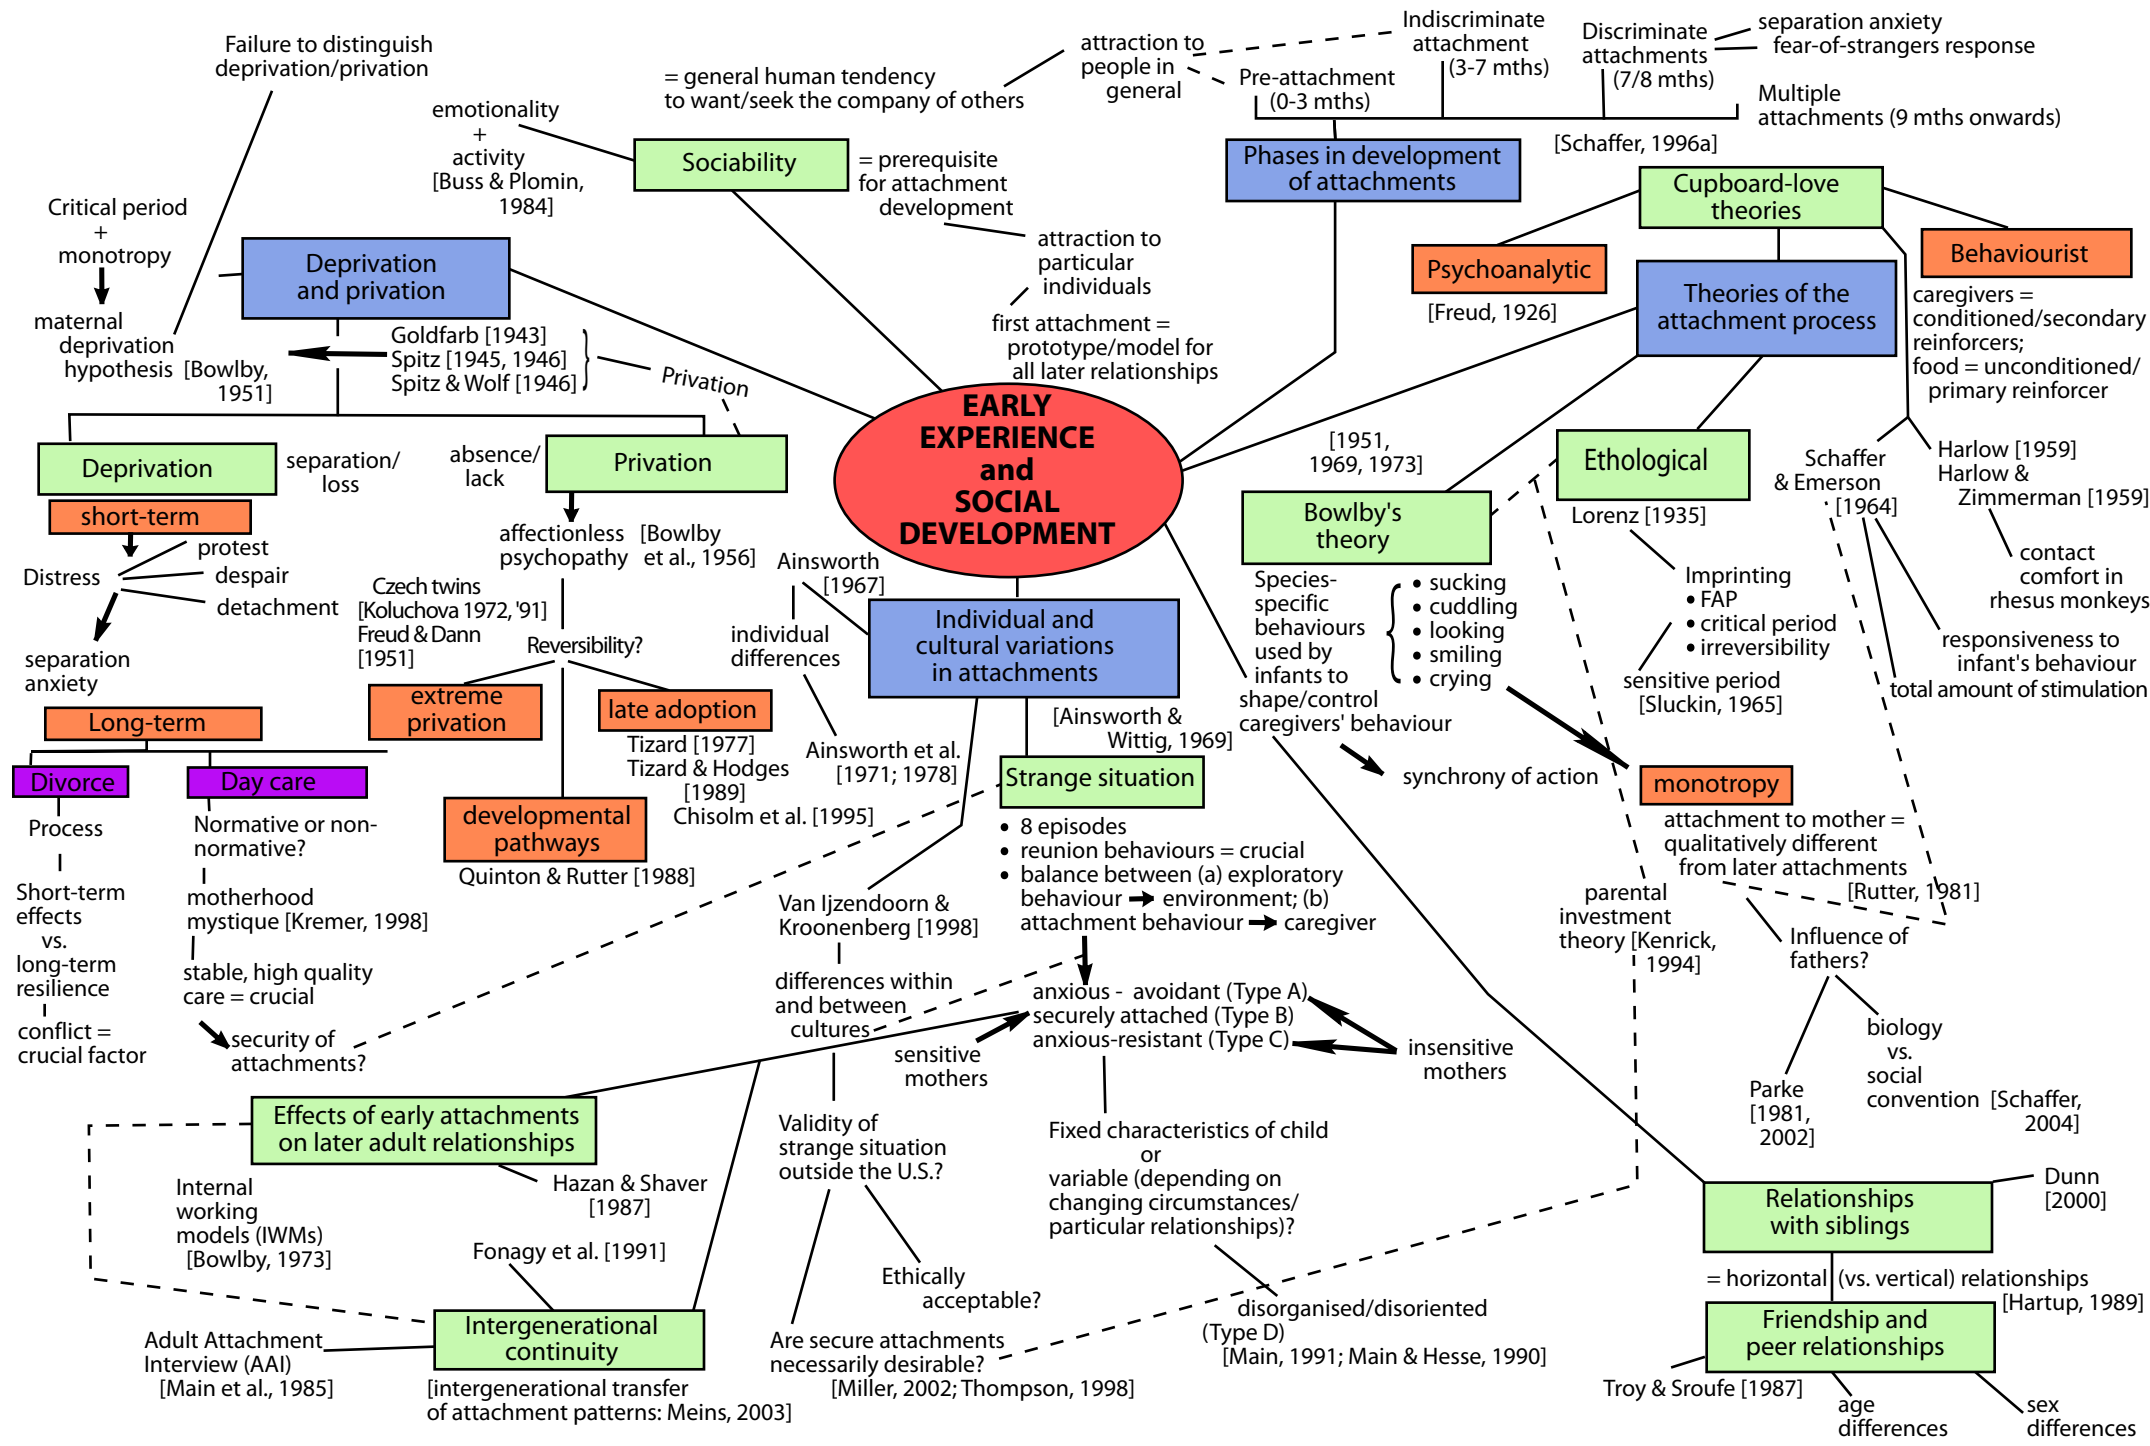 Failure to distinguish
deprivation/privation
Critical period
+
monotropy
maternal
deprivation
hypothesis [Bowlby,
1951]
Deprivation
and privation
Goldfarb [1943]
Spitz [1945, 1946]
Spitz & Wolf [1946]
Privation
emotionality
+
activity
[Buss & Plomin,
1984]
= general human tendency
to want/seek the company of others
Sociability
= prerequisite
for attachment
development
attraction to
people in
general
attraction to
particular
individuals
first attachment =
prototype/model for
all later relationships
Pre-attachment
(0-3 mths)
Indiscriminate
attachment
(3-7 mths)
Discriminate
attachments
(7/8 mths)
separation anxiety
fear-of-strangers response
Multiple
attachments (9 mths onwards)
Phases in development
of attachments
[Schaffer, 1996a]
Cupboard-love
theories
Psychoanalytic
[Freud, 1926]
Behaviourist
caregivers =
conditioned/secondary
reinforcers;
food = unconditioned/
primary reinforcer
Theories of the
attachment process
EARLY
EXPERIENCE
and
SOCIAL
DEVELOPMENT
Deprivation
separation/
loss
short-term
Distress
protest
despair
detachment
separation
anxiety
Long-term
Divorce
Process
Short-term
effects
vs.
long-term
resilience
conflict =
crucial factor
Day care
Normative or non-
normative?
motherhood
mystique [Kremer, 1998]
stable, high quality
care = crucial
security of
attachments?
absence/
lack
Privation
affectionless
psychopathy
[Bowlby
et al., 1956]
Czech twins
[Koluchova 1972, '91]
Freud & Dann
[1951]
Reversibility?
extreme
privation
late adoption
Tizard [1977]
Tizard & Hodges
[1989]
Chisolm et al. [1995]
developmental
pathways
Quinton & Rutter [1988]
Ainsworth
[1967]
individual
differences
Ainsworth et al.
[1971; 1978]
Individual and
cultural variations
in attachments
[Ainsworth &
Wittig, 1969]
Strange situation
• 8 episodes
• reunion behaviours = crucial
• balance between (a) exploratory
behaviour → environment; (b)
attachment behaviour → caregiver
Van Ijzendoorn &
Kroonenberg [1998]
differences within
and between
cultures
anxious - avoidant (Type A)
securely attached (Type B)
anxious-resistant (Type C)
sensitive
mothers
insensitive
mothers
[1951,
1969, 1973]
Bowlby's
theory
Species-
specific
behaviours
used by
infants to
shape/control
caregivers' behaviour
• sucking
• cuddling
• looking
• smiling
• crying
synchrony of action
Ethological
Lorenz [1935]
Imprinting
• FAP
• critical period
• irreversibility
sensitive period
[Sluckin, 1965]
Schaffer
& Emerson
[1964]
Harlow [1959]
Harlow &
Zimmerman [1959]
contact
comfort in
rhesus monkeys
responsiveness to
infant's behaviour
total amount of stimulation
monotropy
attachment to mother =
qualitatively different
from later attachments
[Rutter, 1981]
parental
investment
theory [Kenrick,
1994]
Influence of
fathers?
Parke
[1981,
2002]
biology
vs.
social
convention [Schaffer,
2004]
Effects of early attachments
on later adult relationships
Hazan & Shaver
[1987]
Internal
working
models (IWMs)
[Bowlby, 1973]
Fonagy et al. [1991]
Adult Attachment
Interview (AAI)
[Main et al., 1985]
Intergenerational
continuity
[intergenerational transfer
of attachment patterns: Meins, 2003]
Validity of
strange situation
outside the U.S.?
Ethically
acceptable?
Are secure attachments
necessarily desirable?
[Miller, 2002; Thompson, 1998]
Fixed characteristics of child
or
variable (depending on
changing circumstances/
particular relationships)?
disorganised/disoriented
(Type D)
[Main, 1991; Main & Hesse, 1990]
Relationships
with siblings
Dunn
[2000]
= horizontal (vs. vertical) relationships
[Hartup, 1989]
Friendship and
peer relationships
Troy & Sroufe [1987]
age
differences
sex
differences